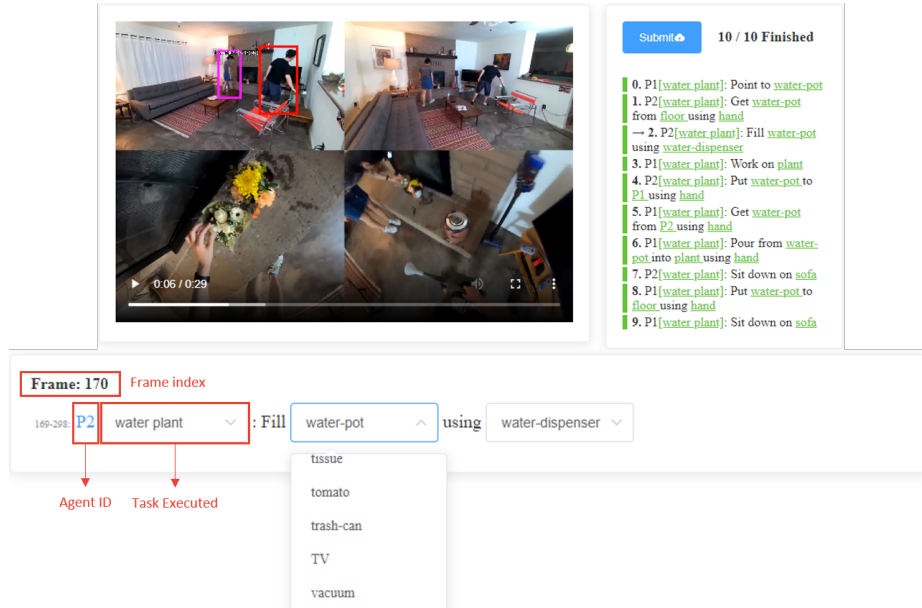 Submit
10 / 10 Finished
0. P1[water plant]: Point to water-pot
1. P2[water plant]: Get water-pot
from floor using hand
→ 2. P2[water plant]: Fill water-pot
using water-dispenser
3. P1[water plant]: Work on plant
4. P2[water plant]: Put water-pot to
P1 using hand
5. P1[water plant]: Get water-pot
from P2 using hand
6. P1[water plant]: Pour from water-
pot into plant using hand
7. P2[water plant]: Sit down on sofa
8. P1[water plant]: Put water-pot to
floor using hand
9. P1[water plant]: Sit down on sofa
0:06 / 0:29
Frame: 170
Frame index
169-298: P2 water plant : Fill water-pot using water-dispenser
Agent ID
Task Executed
tissue
tomato
trash-can
TV
vacuum